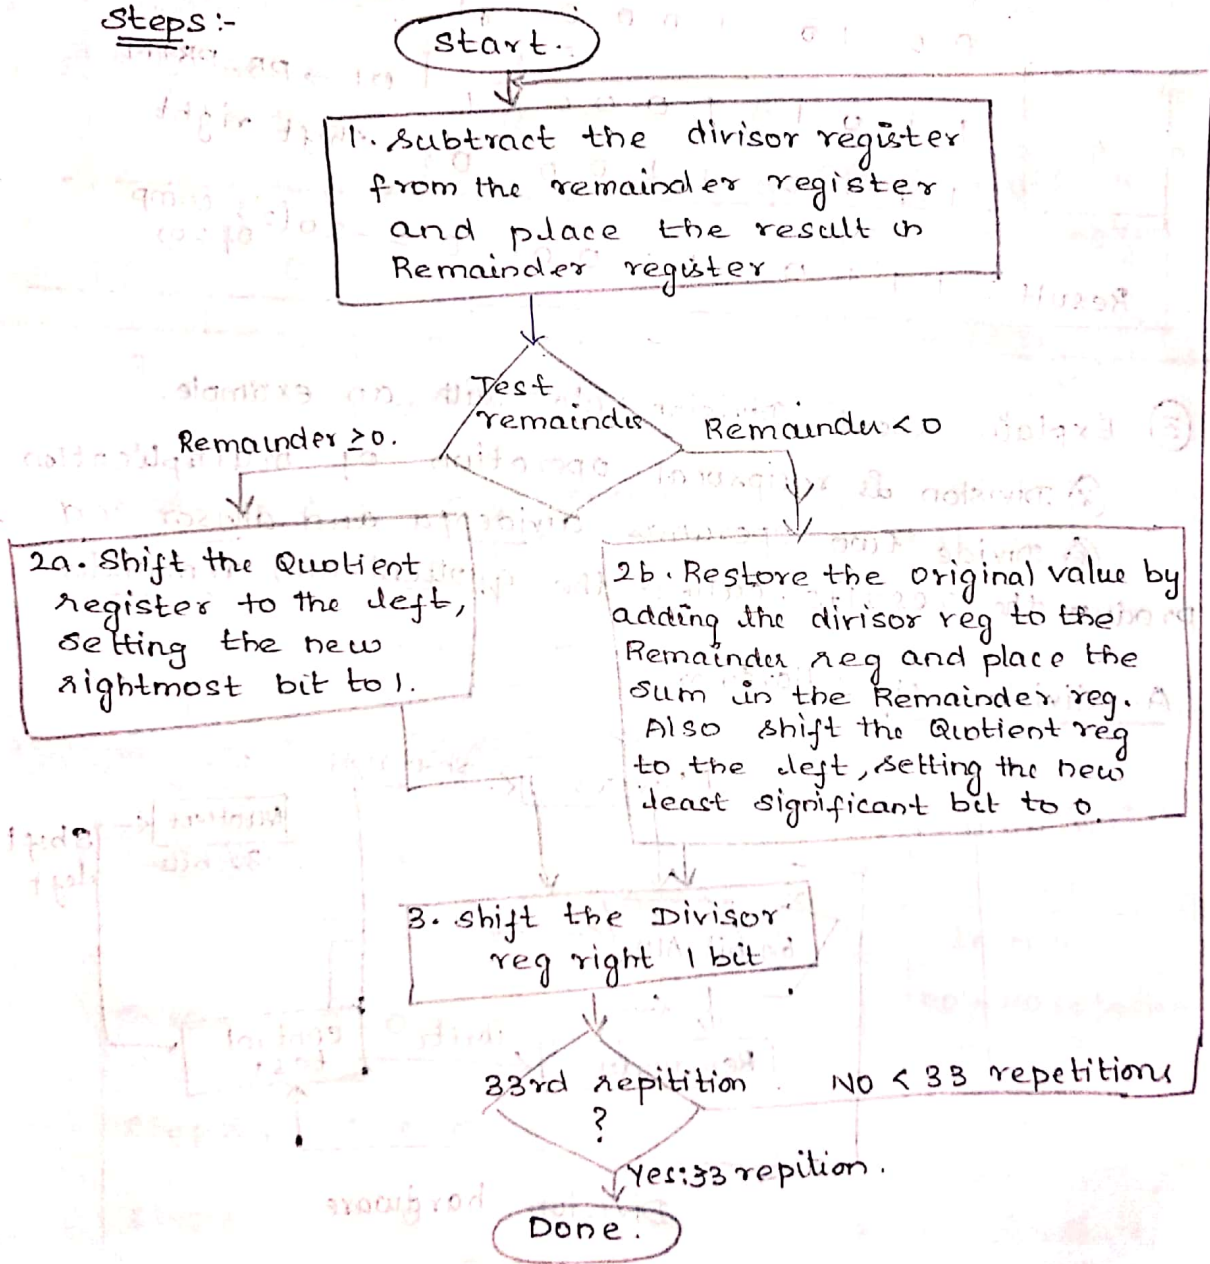 Steps :-
Start.
1. Subtract the divisor register
from the remainder register
and place the result in
Remainder register
Test
remainder
Remainder ≥0.
Remainder <0
2a. Shift the Quotient
register to the left,
setting the new
rightmost bit to 1.
2b. Restore the original value by
adding the divisor reg to the
Remainder reg and place the
sum in the Remainder reg.
Also shift the Quotient reg
to the left, setting the new
least significant bit to 0.
3. Shift the Divisor
reg right 1 bit
33rd repitition
?
NO < 33 repetitions
Yes:33 repition.
Done.